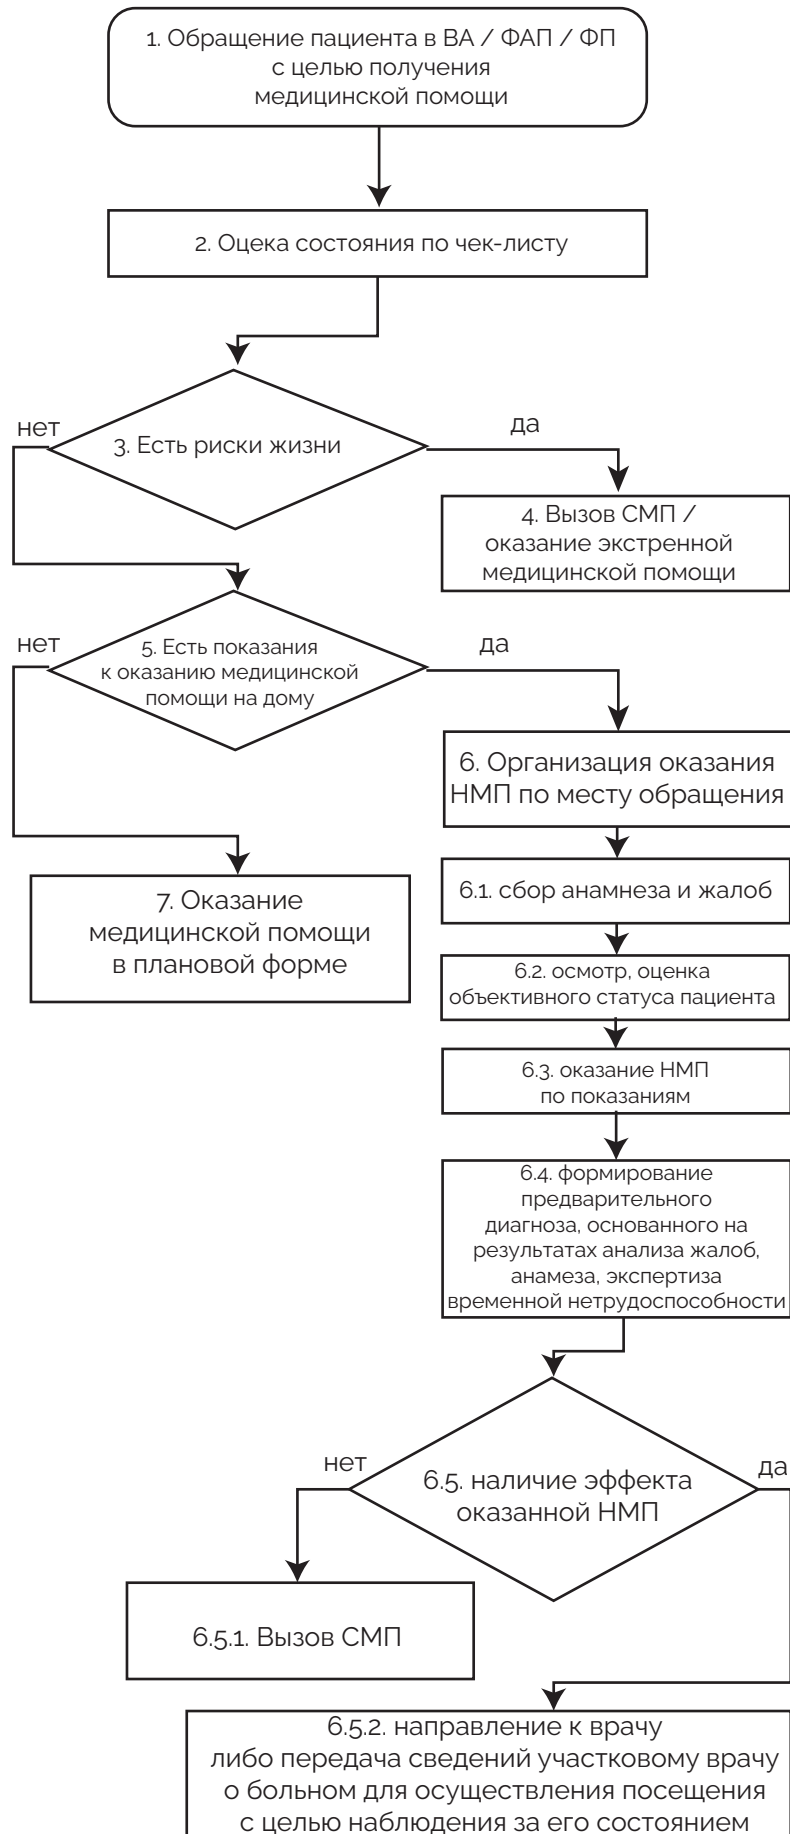 1. Обращение пациента в ВА / ФАП / ФП
с целью получения
медицинской помощи
2. Оцека состояния по чек-листу
нет
да
3. Есть риски жизни
4. Вызов СМП /
оказание экстренной
медицинской помощи
нет
да
5. Есть показания
к оказанию медицинской
помощи на дому
6. Организация оказания
НМП по месту обращения
6.1. сбор анамнеза и жалоб
7. Оказание
медицинской помощи
в плановой форме
6.2. осмотр, оценка
объективного статуса пациента
6.3. оказание НМП
по показаниям
6.4. формирование
предварительного
диагноза, основанного на
результатах анализа жалоб,
анамеза, экспертиза
временной нетрудоспособности
нет
да
6.5. наличие эффекта
оказанной НМП
6.5.1. Вызов СМП
6.5.2. направление к врачу
либо передача сведений участковому врачу
о больном для осуществления посещения
с целью наблюдения за его состоянием